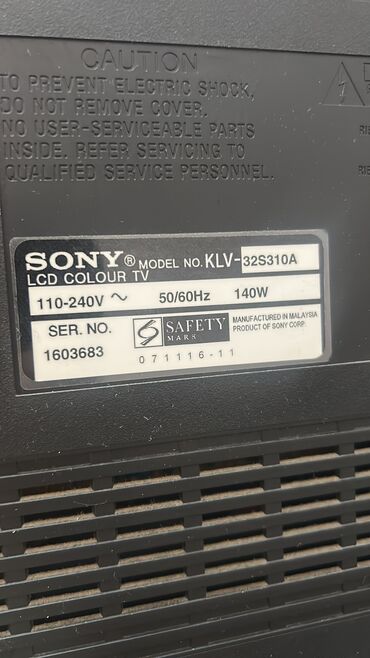 CAUTION
TO PREVENT ELECTRIC SHOCK,
DO NOT REMOVE COVER.
NO USER-SERVICEABLE PARTS
INSIDE. REFER SERVICING TO
QUALIFIED SERVICE PERSONNEL.
SONY® MODEL NO. KLV-32S310A
LCD COLOUR TV
110-240V ~ 50/60Hz 140W
SER. NO.
1603683
S SAFETY
MARK
071116-11
MANUFACTURED IN MALAYSIA
PRODUCT OF SONY CORP.